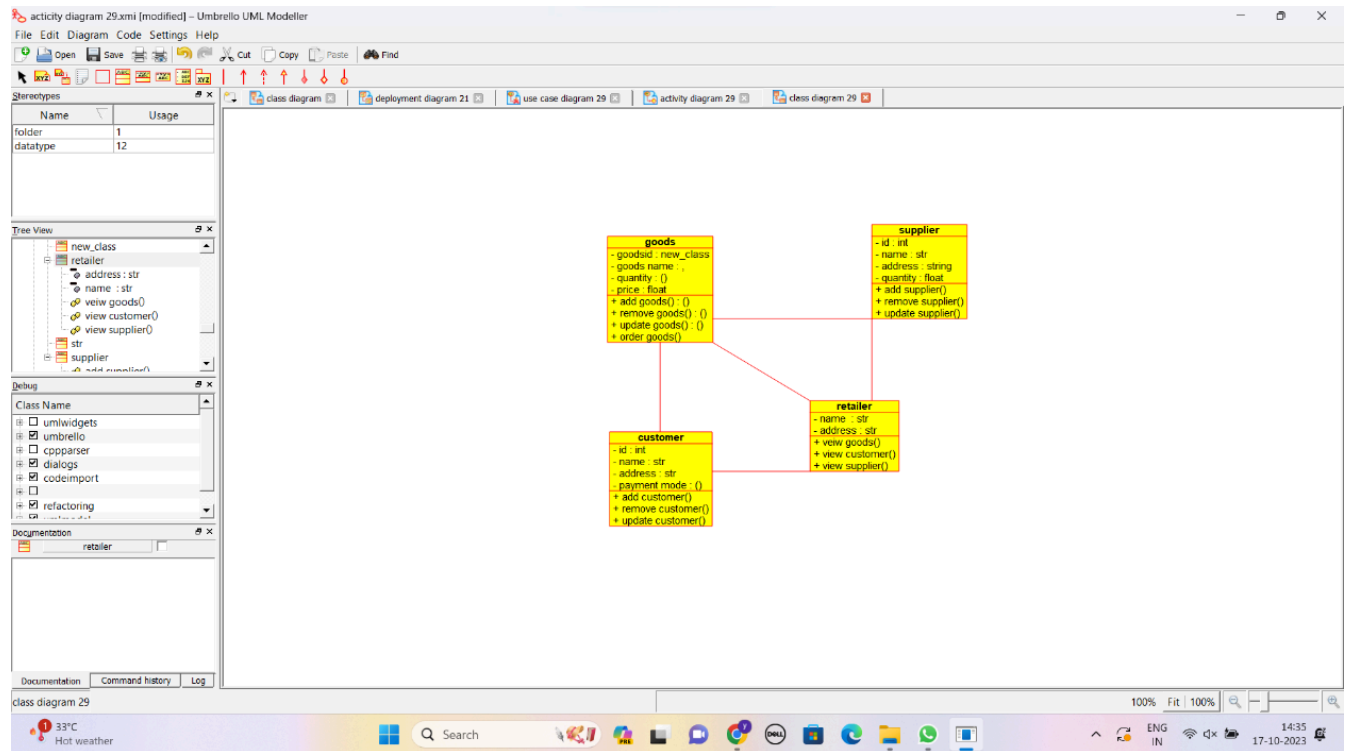 acticity diagram 29.xmi [modified] – Umbrello UML Modeller
File Edit Diagram Code Settings Help
Open Save Cut Copy Paste Find
Stereotypes
Name Usage
folder 1
datatype 12
class diagram deployment diagram 21 use case diagram 29 activity diagram 29 class diagram 29
Tree View
new_class
retailer
address : str
name : str
veiw goods()
view customer()
view supplier()
str
supplier
add supplier()
Debug
Class Name
umlwidgets
umbrello
cppparser
dialogs
codeimport
refactoring
umlmodel
Documentation
retailer
Documentation Command history Log
goods
- goodsid : new_class
- goods name : ,
- quantity : ()
- price : float
+ add goods() : ()
+ remove goods() : ()
+ update goods() : ()
+ order goods()
supplier
- id : int
- name : str
- address : string
- quantity : float
+ add supplier()
+ remove supplier()
+ update supplier()
customer
- id : int
- name : str
- address : str
- payment mode : ()
+ add customer()
+ remove customer()
+ update customer()
retailer
- name : str
- address : str
+ veiw goods()
+ view customer()
+ view supplier()
class diagram 29
100% Fit 100%
1
33°C
Hot weather
Search
PRE
DELL
ENG
IN
14:35
17-10-2023